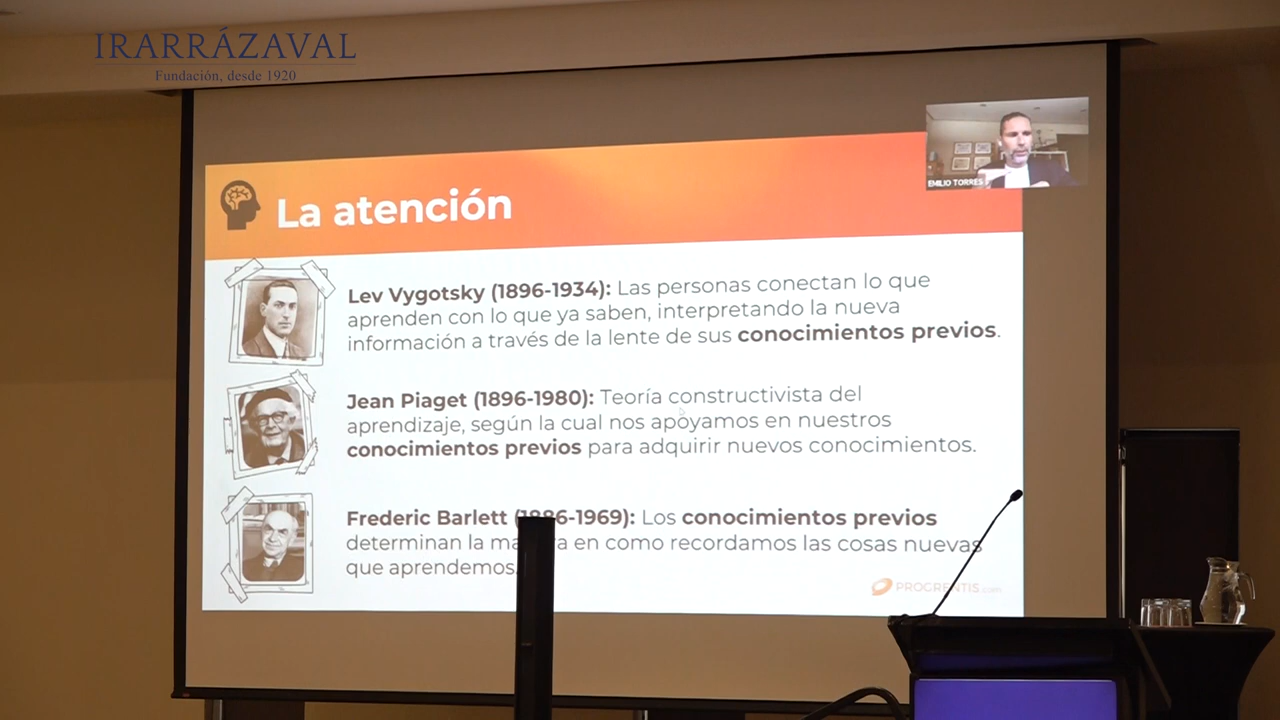 IRARRÁZAVAL
Fundación, desde 1920
EMILIO TORRES
La atención
Lev Vygotsky (1896-1934): Las personas conectan lo que
aprenden con lo que ya saben, interpretando la nueva
información a través de la lente de sus conocimientos previos.
Jean Piaget (1896-1980): Teoría constructivista del
aprendizaje, según la cual nos apoyamos en nuestros
conocimientos previos para adquirir nuevos conocimientos.
Frederic Barlett (1886-1969): Los conocimientos previos
determinan la manera en como recordamos las cosas nuevas
que aprendemos.
PROGRENTIS.com